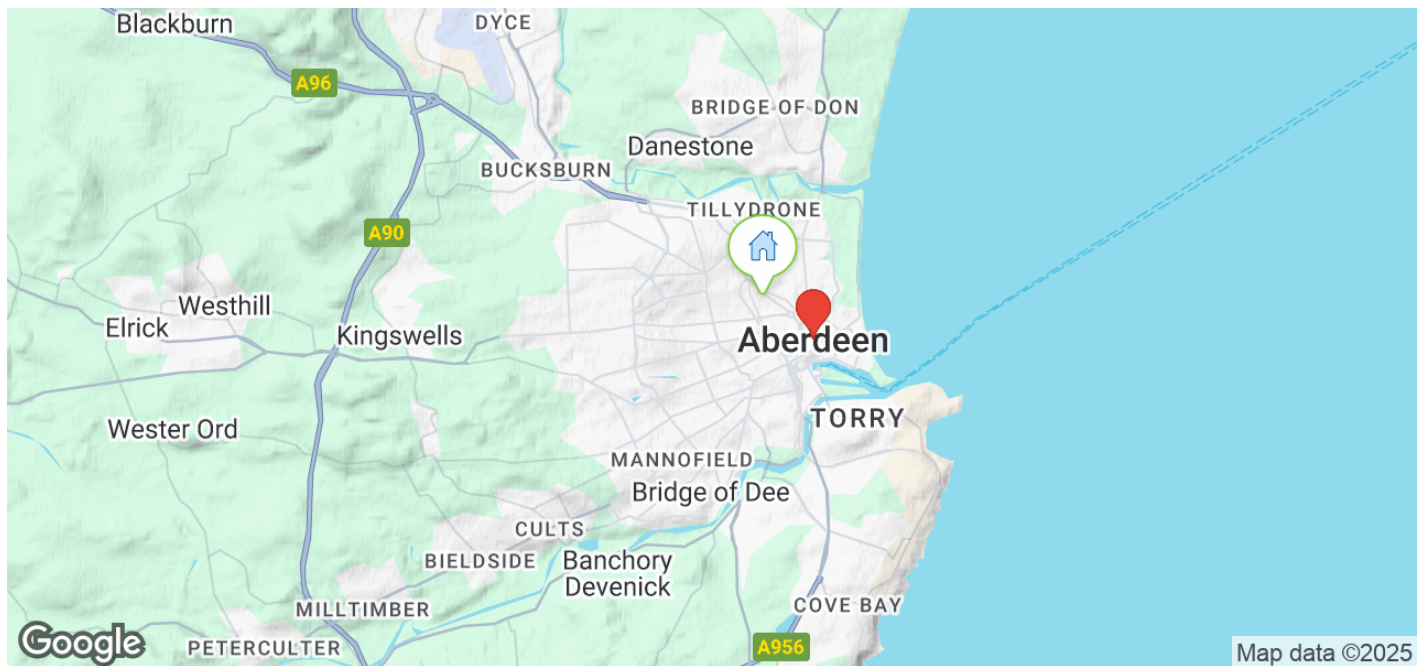 Blackburn
DYCE
A96
BRIDGE OF DON
Danestone
BUCKSBURN
TILLYDRONE
A90
Westhill
Elrick
Kingswells
Aberdeen
TORRY
Wester Ord
MANNOFIELD
Bridge of Dee
CULTS
BIELDSIDE
Banchory
Devenick
MILLTIMBER
COVE BAY
PETERCULTER
A956
Google
Map data ©2025